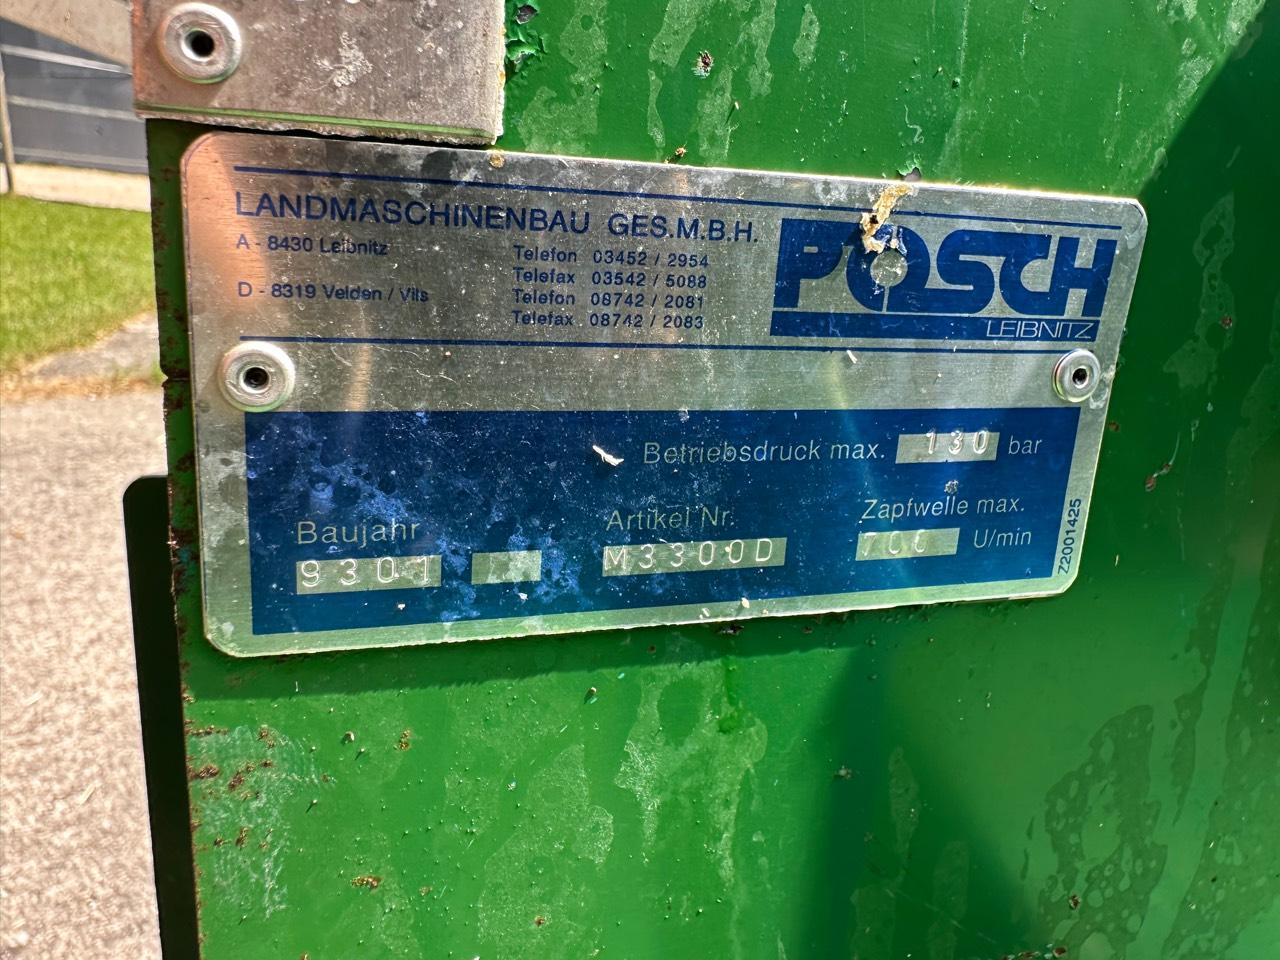 LANDMASCHINENBAU GES.M.B.H.
A - 8430 Leibnitz
Telefon 03452 / 2954
Telefax 03542 / 5088
D - 8319 Velden / Vils
Telefon 08742 / 2081
Telefax 08742 / 2083
POSCH
LEIBNITZ
Betriebsdruck max. 130 bar
Baujahr
9301
Artikel Nr.
M3300D
Zapfwelle max.
700 U/min
Z2001425